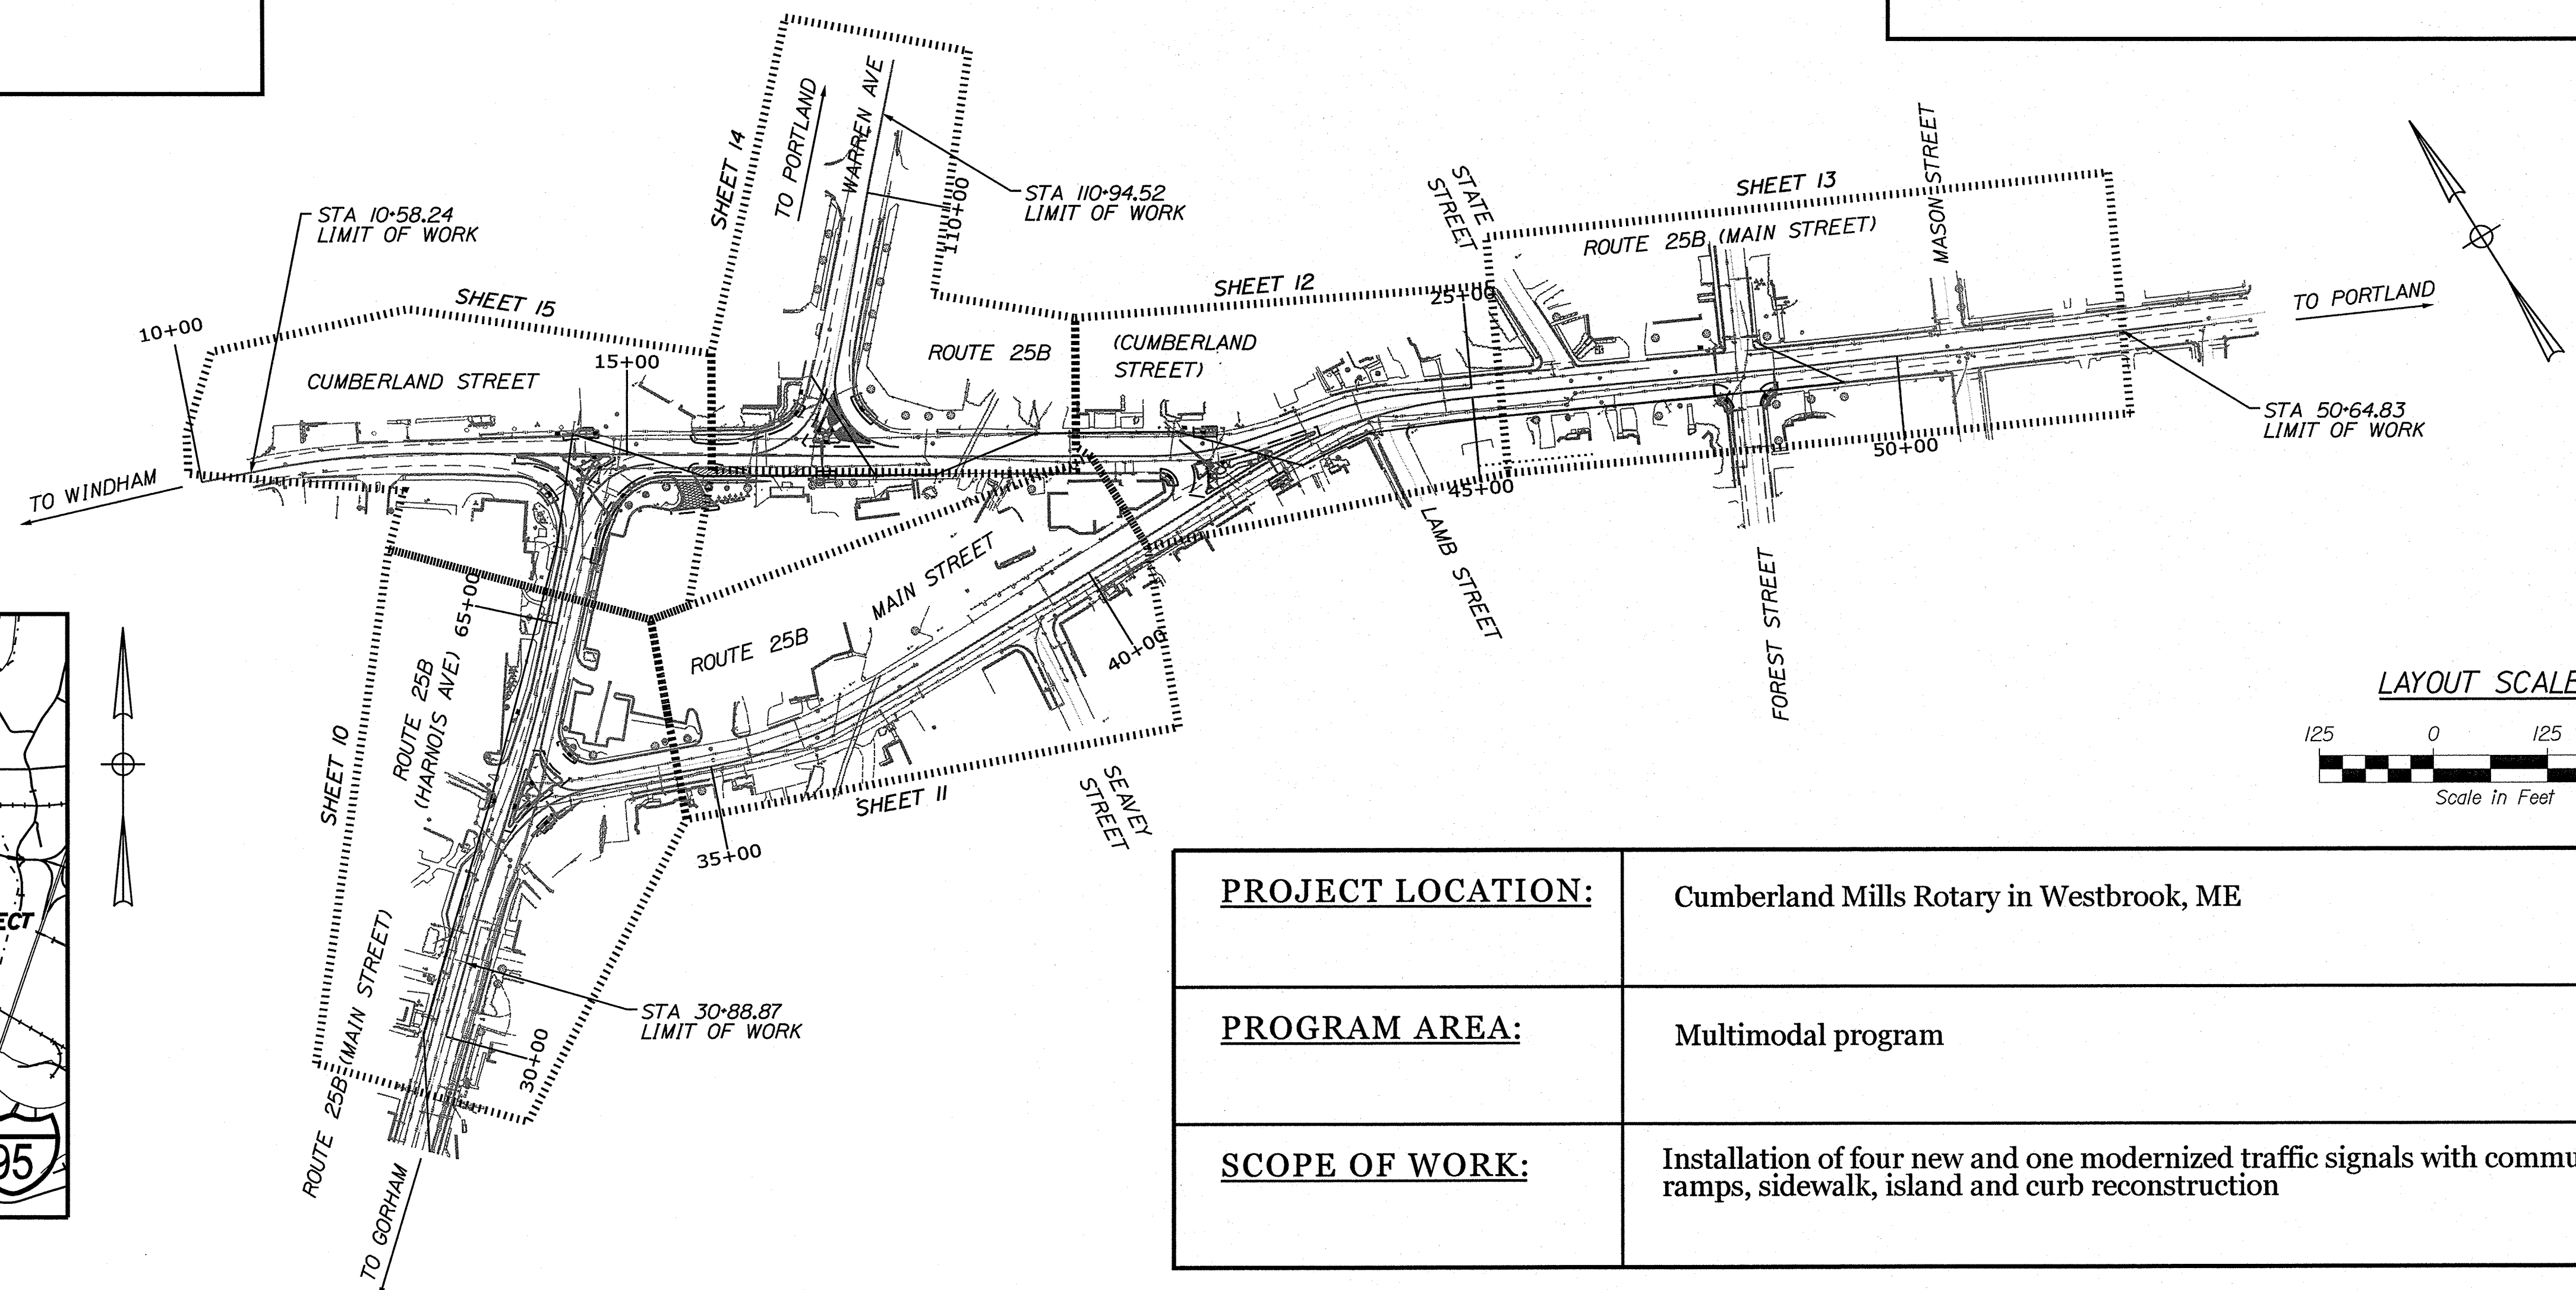 WARREN AVE
TO PORTLAND
SHEET 14
110+00
STA 110+94.52
LIMIT OF WORK
STA 10+58.24
LIMIT OF WORK
SHEET 15
10+00
15+00
CUMBERLAND STREET
TO WINDHAM
ROUTE 25B
SHEET 12
(CUMBERLAND
STREET)
25+00
STATE
STREET
SHEET 13
ROUTE 25B (MAIN STREET)
MASON STREET
TO PORTLAND
STA 50+64.83
LIMIT OF WORK
50+00
45+00
LAMB STREET
FOREST STREET
MAIN STREET
ROUTE 25B
40+00
65+00
ROUTE 25B
(HARNOIS AVE)
SHEET 10
SHEET 11
SEAVEY
STREET
35+00
STA 30+88.87
LIMIT OF WORK
30+00
ROUTE 25B (MAIN STREET)
TO GORHAM
ECT
95
LAYOUT SCALE
125 0 125
Scale in Feet
PROJECT LOCATION:
Cumberland Mills Rotary in Westbrook, ME
PROGRAM AREA:
Multimodal program
SCOPE OF WORK:
Installation of four new and one modernized traffic signals with commu
ramps, sidewalk, island and curb reconstruction